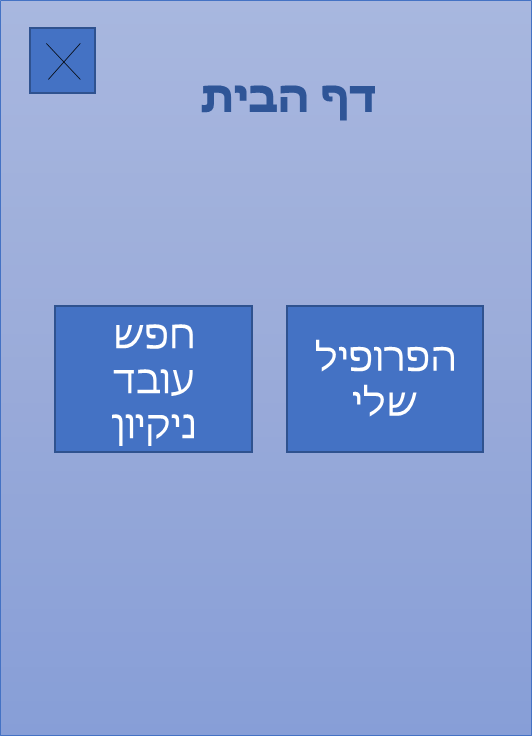 דף הבית
הפרופיל
שלי
חפש
עובד
ניקיון